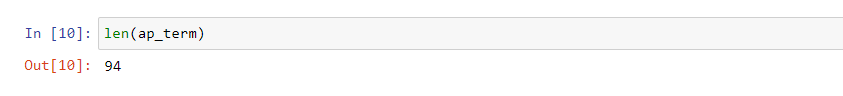 In [10]: len(ap_term)
Out[10]: 94